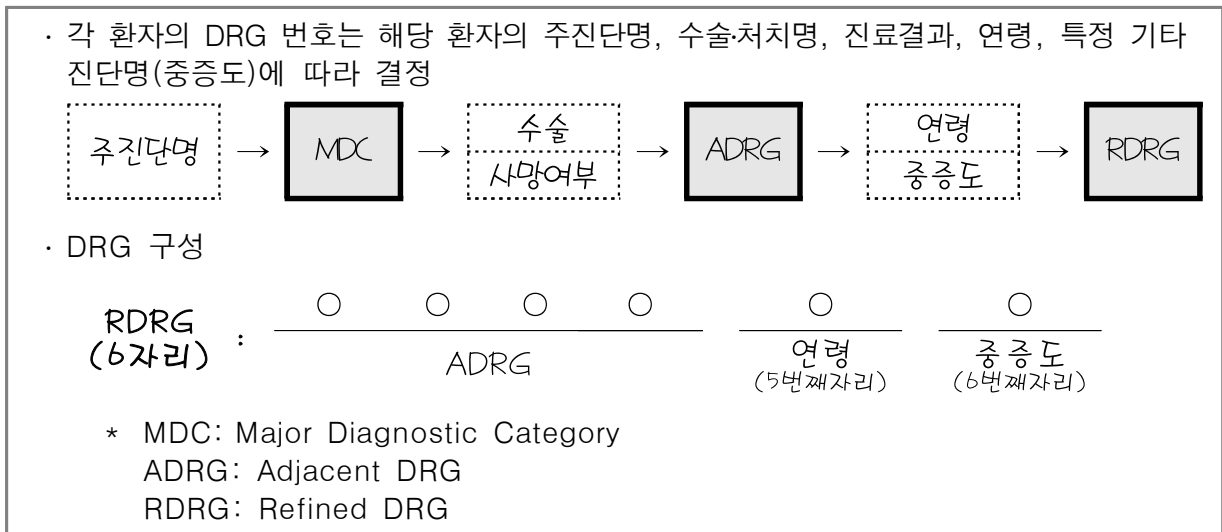 · 각 환자의 DRG 번호는 해당 환자의 주진단명, 수술·처치명, 진료결과, 연령, 특정 기타
진단명(중증도)에 따라 결정
주진단명 → MDC → 수술 사망여부 → ADRG → 연령 중증도 → RDRG
· DRG 구성
RDRG (6자리) : ○ ○ ○ ○ ○ ○
ADRG 연령 (5번째자리) 중증도 (6번째자리)
* MDC: Major Diagnostic Category
ADRG: Adjacent DRG
RDRG: Refined DRG